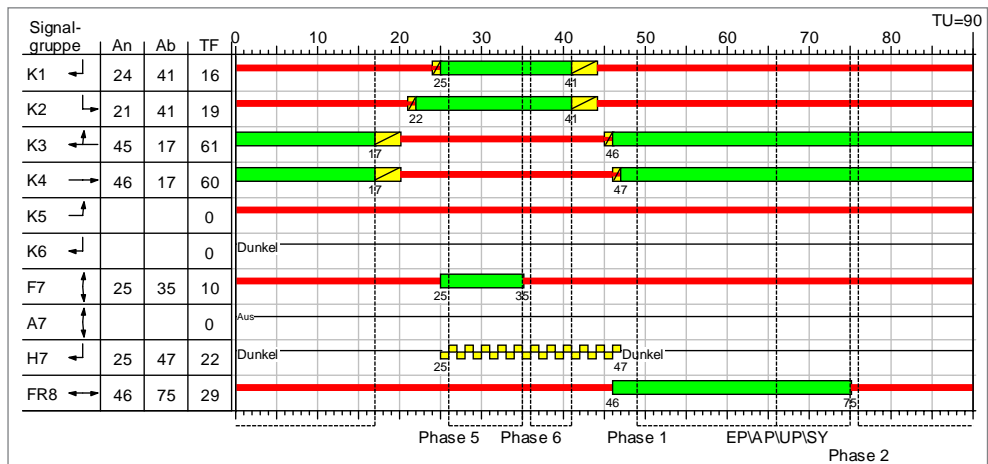 TU=90
Signal-
gruppe An Ab TF 0 10 20 30 40 50 60 70 80
K1 24 41 16
25 41
K2 21 41 19
22 41
K3 45 17 61
17 46
K4 46 17 60
17 47
K5 0
K6 0 Dunkel
F7 25 35 10
25 35
A7 0 Aus
H7 25 47 22 Dunkel Dunkel
25 47
FR8 46 75 29
46 75
Phase 5 Phase 6 Phase 1 EP\AP\UP\SY
Phase 2